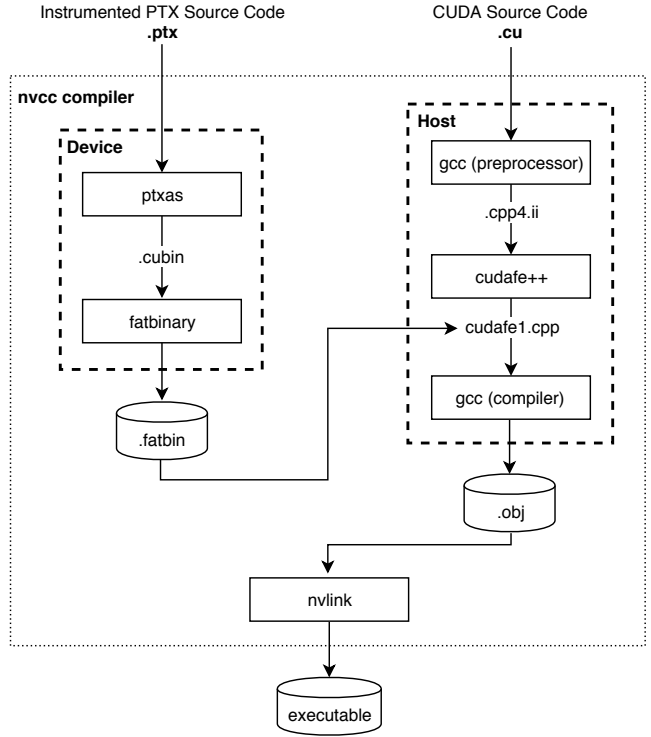 Instrumented PTX Source Code
.ptx
CUDA Source Code
.cu
nvcc compiler
Device
ptxas
.cubin
fatbinary
.fatbin
Host
gcc (preprocessor)
.cpp4.ii
cudafe++
cudafe1.cpp
gcc (compiler)
.obj
nvlink
executable